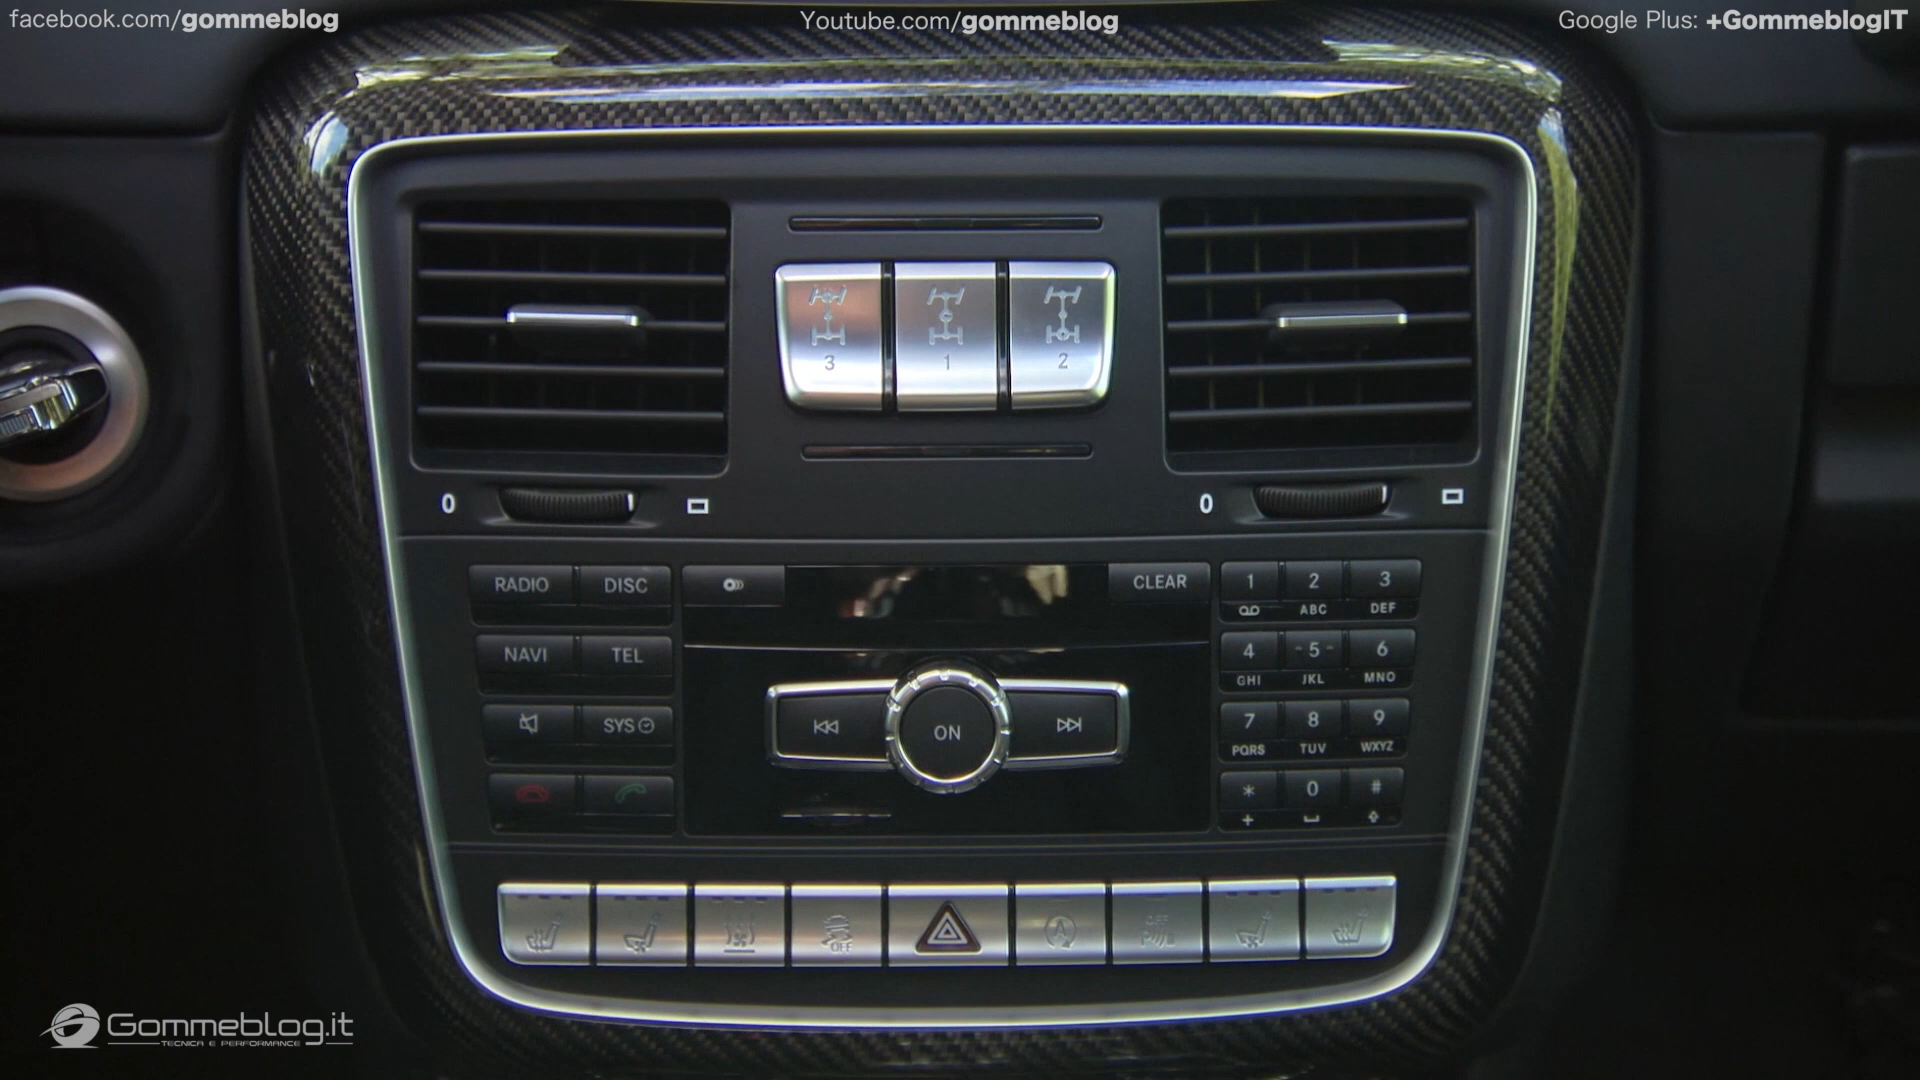 facebook.com/gommeblog
Youtube.com/gommeblog
Google Plus: +GommeblogIT
3 1 2
0
0
RADIO DISC
CLEAR
1 2 3
ABC DEF
NAVI TEL
4 5 6
GHI JKL MNO
SYS
ON
7 8 9
PQRS TUV WXYZ
* 0 #
+
OFF
A
OFF
P
Gommeblog.it
TECNICA E PERFORMANCE